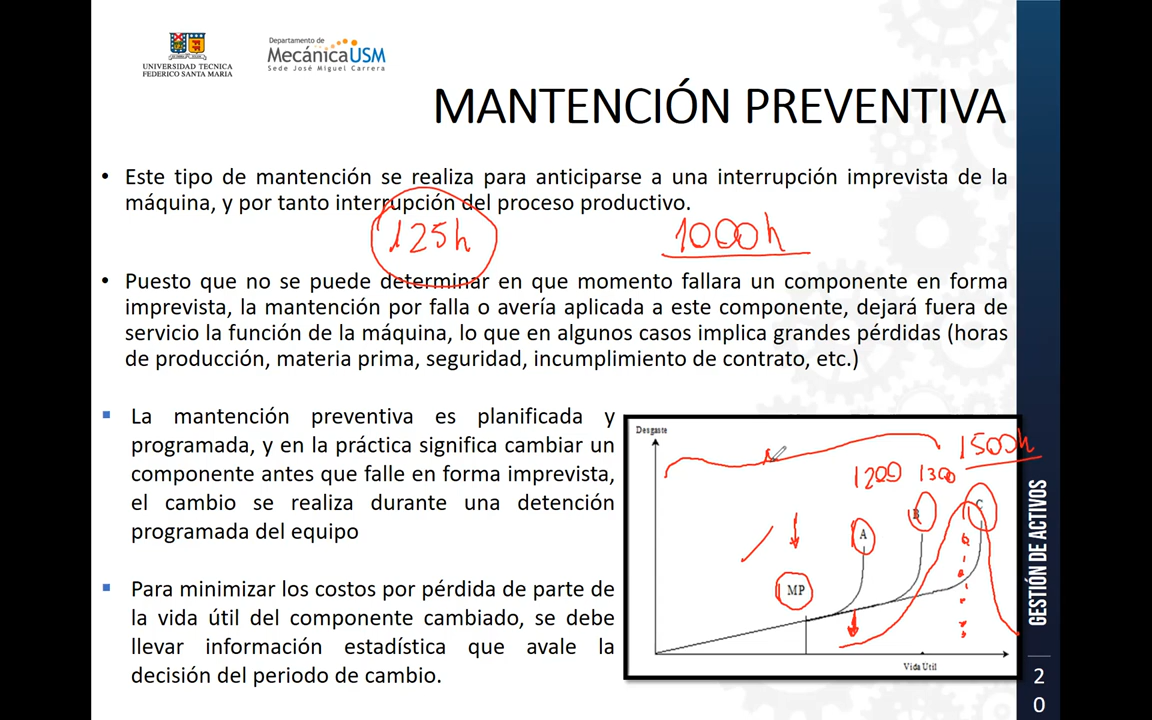 UNIVERSIDAD TECNICA
FEDERICO SANTA MARIA
Departamento de
MecánicaUSM
Sede José Miguel Carrera
MANTENCIÓN PREVENTIVA
• Este tipo de mantención se realiza para anticiparse a una interrupción imprevista de la
máquina, y por tanto interrupción del proceso productivo.
125h
1000h
• Puesto que no se puede determinar en que momento fallara un componente en forma
imprevista, la mantención por falla o avería aplicada a este componente, dejará fuera de
servicio la función de la máquina, lo que en algunos casos implica grandes pérdidas (horas
de producción, materia prima, seguridad, incumplimiento de contrato, etc.)
▪ La mantención preventiva es planificada y
programada, y en la práctica significa cambiar un
componente antes que falle en forma imprevista,
el cambio se realiza durante una detención
programada del equipo
▪ Para minimizar los costos por pérdida de parte de
la vida útil del componente cambiado, se debe
llevar información estadística que avale la
decisión del periodo de cambio.
Desgaste
1500h
1200
1300
C
B
A
MP
Vida Util
GESTIÓN DE ACTIVOS
2
0